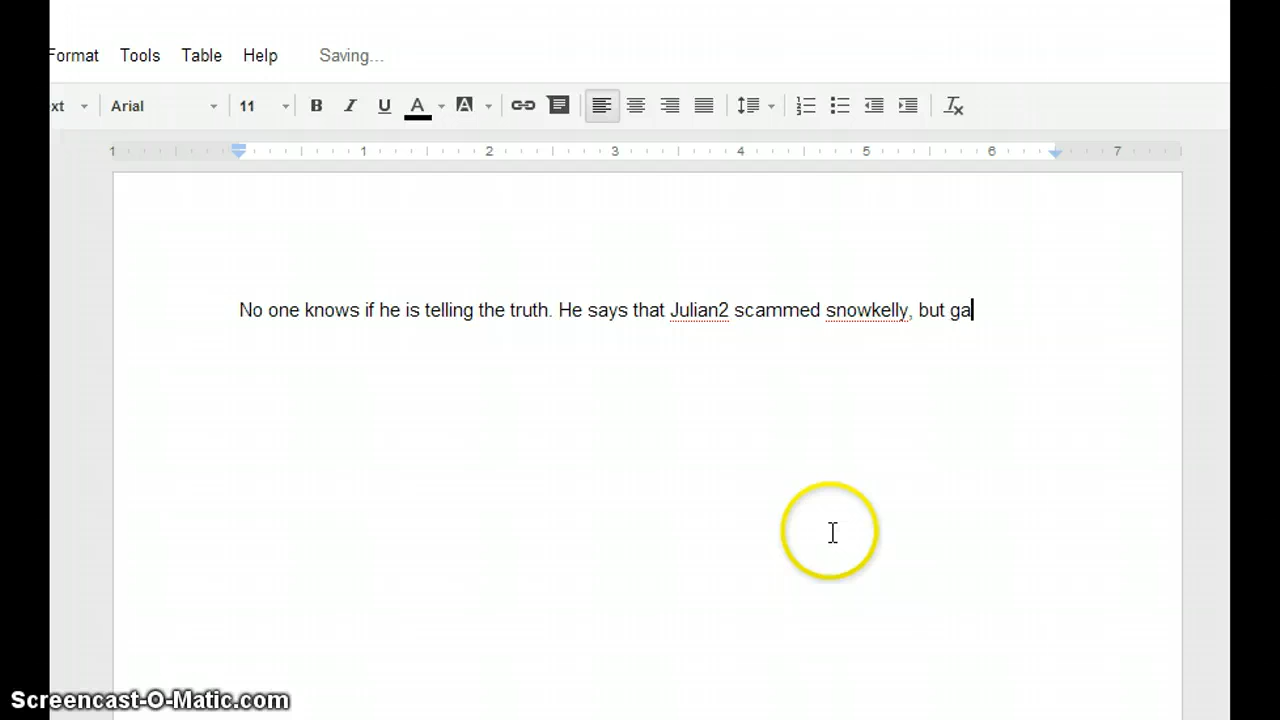 Format Tools Table Help Saving...
xt Arial 11 B I U A A
1 1 2 3 4 5 6 7
No one knows if he is telling the truth. He says that Julian2 scammed snowkelly, but ga
Screencast-O-Matic.com